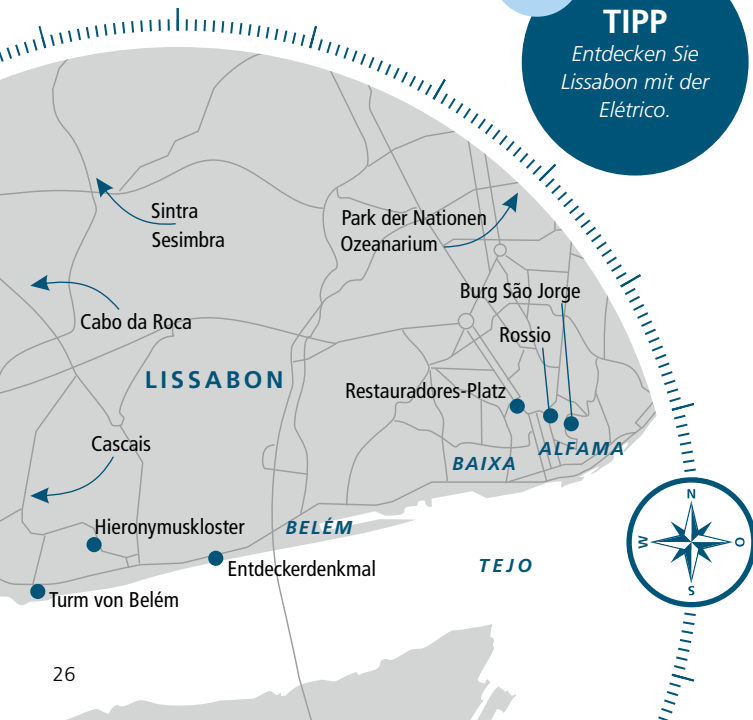 TIPP
Entdecken Sie
Lissabon mit der
Elétrico.
Sintra
Sesimbra
Park der Nationen
Ozeanarium
Burg São Jorge
Cabo da Roca
Rossio
LISSABON
Restauradores-Platz
Cascais
BAIXA
ALFAMA
Hieronymuskloster
BELÉM
Entdeckerdenkmal
TEJO
Turm von Belém
N
W
O
S
26